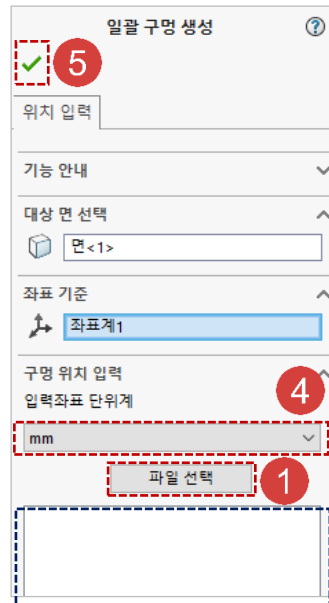 일괄 구멍 생성
?
5
위치 입력
기능 안내
대상 면 선택
면<1>
좌표 기준
좌표계1
구멍 위치 입력
4
입력좌표 단위계
mm
파일 선택
1